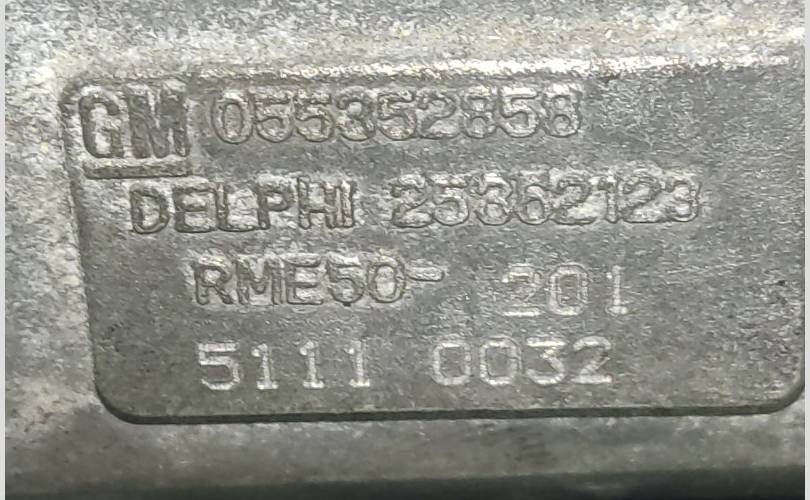 GM 055352858
DELPHI 25362123
RME50- 201
5111 0032